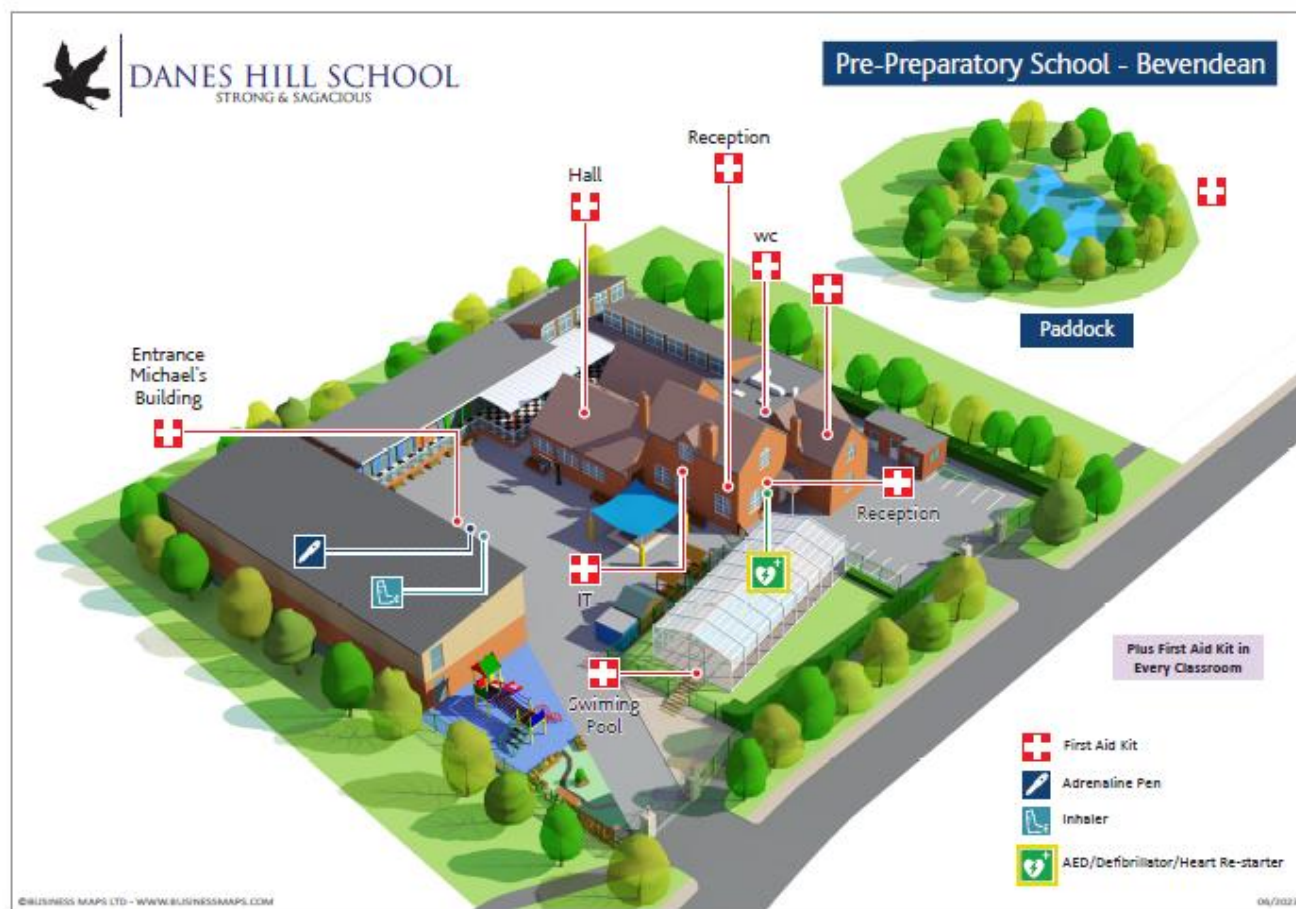 DANES HILL SCHOOL
STRONG & SAGACIOUS
Pre-Preparatory School - Bevendean
Reception
Hall
wc
Paddock
Entrance
Michael's
Building
Reception
IT
Swiming
Pool
Plus First Aid Kit in
Every Classroom
First Aid Kit
Adrenaline Pen
Inhaler
AED/Defibrillator/Heart Re-starter
©BUSINESS MAPS LTD - WWW.BUSINESSMAPS.COM